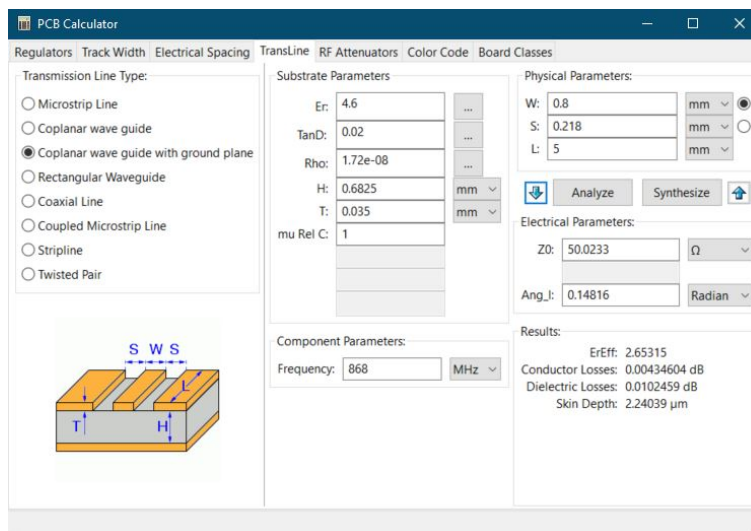 PCB Calculator
Regulators Track Width Electrical Spacing TransLine RF Attenuators Color Code Board Classes
Transmission Line Type:
Microstrip Line
Coplanar wave guide
Coplanar wave guide with ground plane
Rectangular Waveguide
Coaxial Line
Coupled Microstrip Line
Stripline
Twisted Pair
S W S
L
T
H
Substrate Parameters
Er: 4.6 ...
TanD: 0.02 ...
Rho: 1.72e-08 ...
H: 0.6825 mm
T: 0.035 mm
mu Rel C: 1
Component Parameters:
Frequency: 868 MHz
Physical Parameters:
W: 0.8 mm
S: 0.218 mm
L: 5 mm
Analyze Synthesize
Electrical Parameters:
Z0: 50.0233 Ω
Ang_l: 0.14816 Radian
Results:
ErEff: 2.65315
Conductor Losses: 0.00434604 dB
Dielectric Losses: 0.0102459 dB
Skin Depth: 2.24039 µm